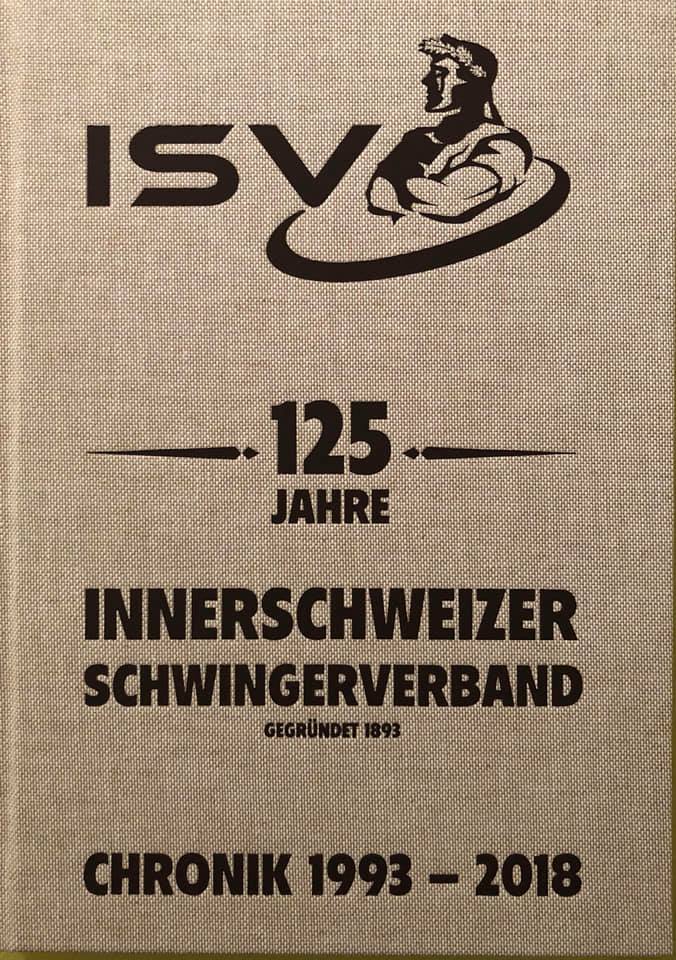 ISV
125
JAHRE
INNERSCHWEIZER
SCHWINGERVERBAND
GEGRÜNDET 1893
CHRONIK 1993 – 2018